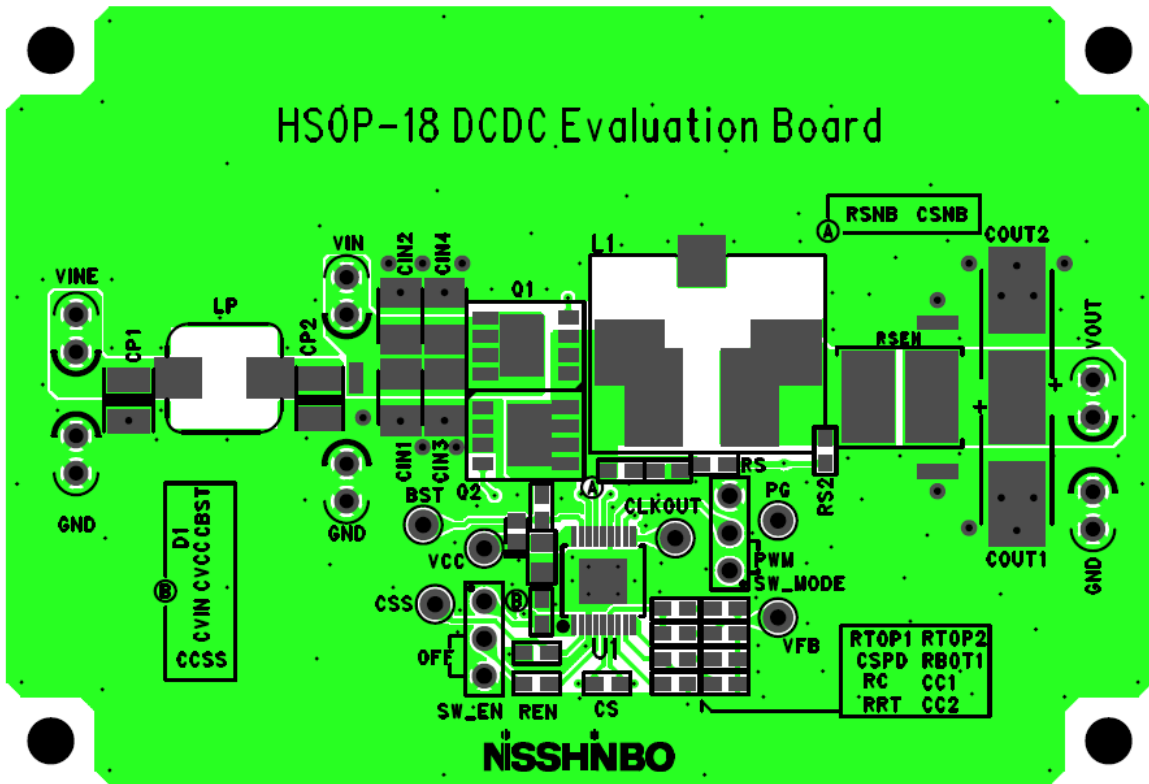 HSOP-18 DCDC Evaluation Board
RSNB CSNB
A
VINE
LP
CP1
CP2
VIN
CIN2
CIN4
Q1
L1
COUT2
RSEN
VOUT
+
+
CIN1
CIN3
Q2
A
RS
RS2
GND
GND
BST
CLKOUT
PG
VCC
PWM
SW_MODE
COUT1
GND
D1
CVCC CBST
B
CVIN
CCSS
CSS
B
OFF
U1
VFB
SW_EN
REN
CS
RTOP1 RTOP2
CSPD RBOT1
RC CC1
RRT CC2
NISSHINBO